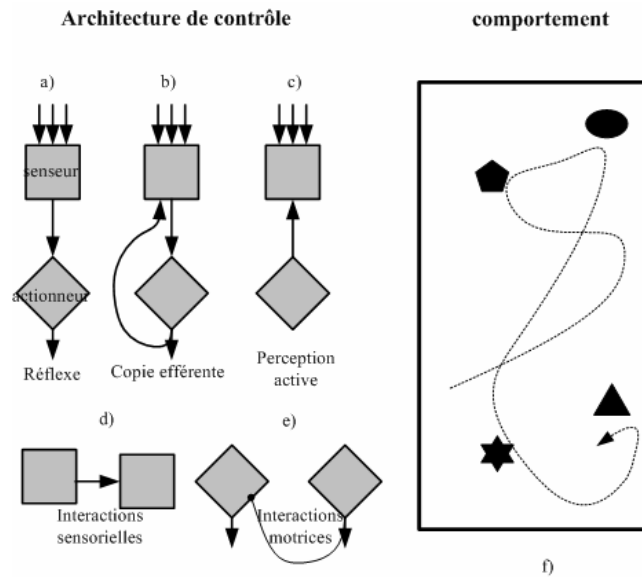 Architecture de contrôle
comportement
a)
b)
c)
senseur
actionneur
Réflexe
Copie efférente
Perception
active
d)
e)
Interactions
sensorielles
Interactions
motrices
f)